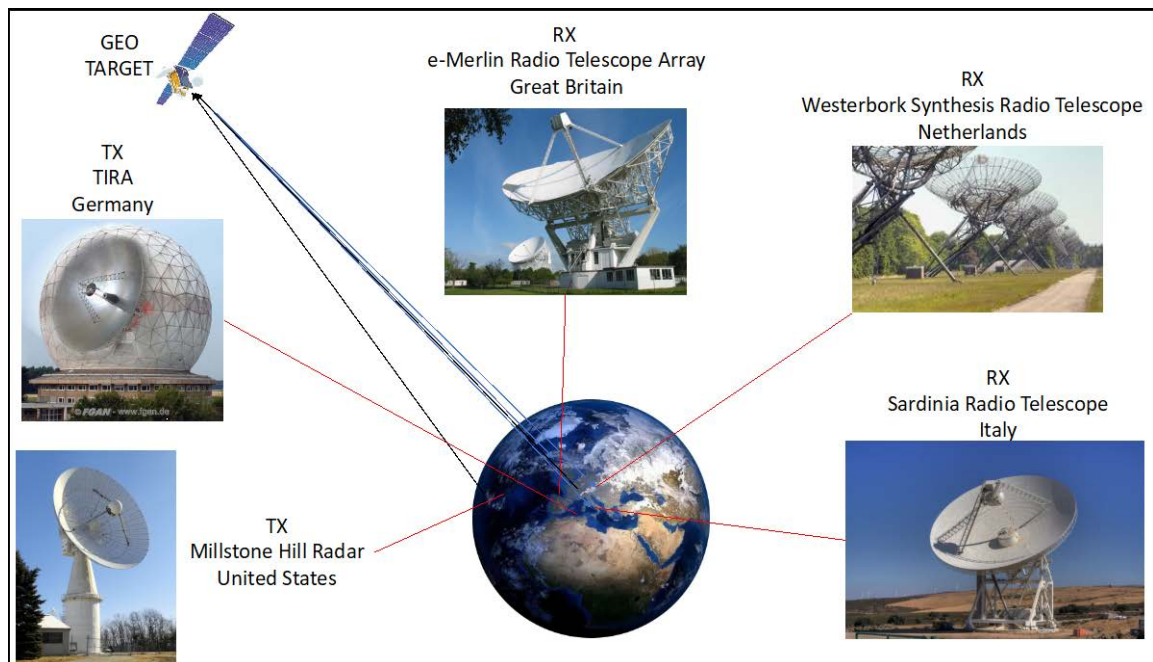 GEO
TARGET
RX
e-Merlin Radio Telescope Array
Great Britain
RX
Westerbork Synthesis Radio Telescope
Netherlands
TX
TIRA
Germany
© FGAN - www.fgan.de
RX
Sardinia Radio Telescope
Italy
TX
Millstone Hill Radar
United States